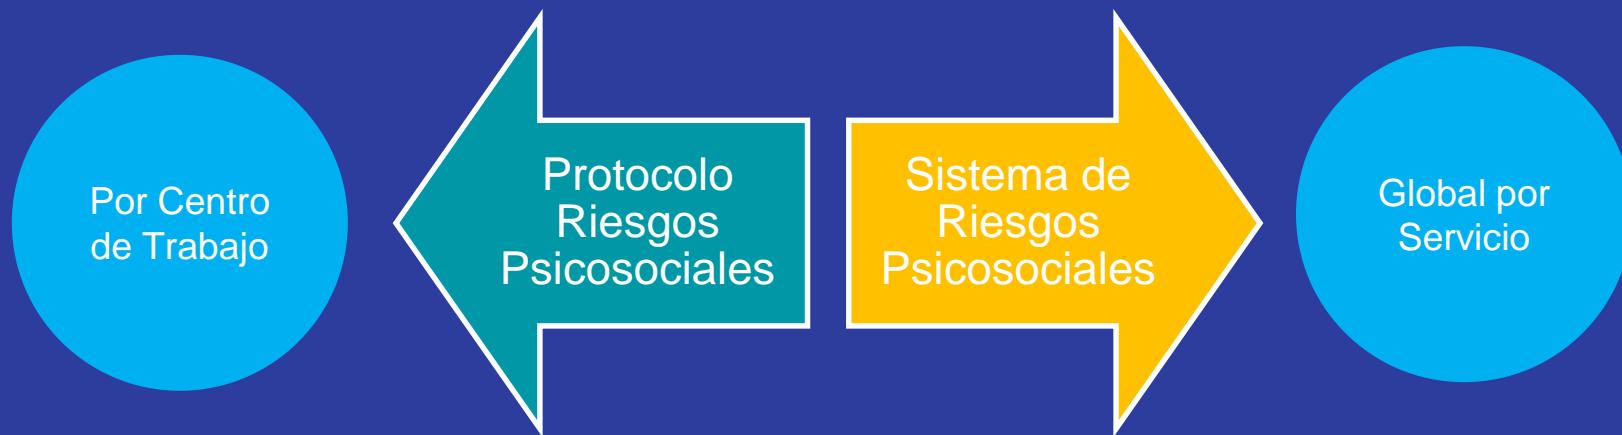 Por Centro
de Trabajo
Protocolo
Riesgos
Psicosociales
Sistema de
Riesgos
Psicosociales
Global por
Servicio